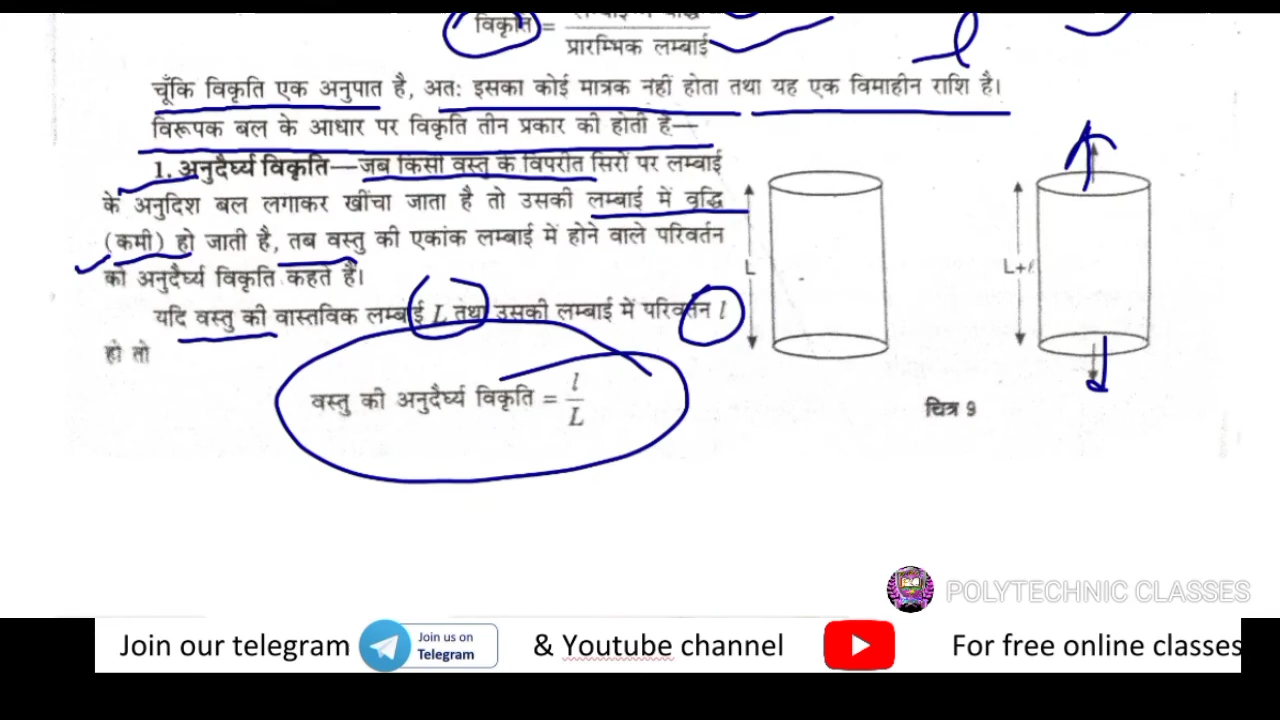 विकृति =
प्रारम्भिक लम्बाई
l
चूँकि विकृति एक अनुपात है, अतः इसका कोई मात्रक नहीं होता तथा यह एक विमाहीन राशि है।
विरूपक बल के आधार पर विकृति तीन प्रकार की होती है—
1. अनुदैर्घ्य विकृति—जब किसी वस्तु के विपरीत सिरों पर लम्बाई
के अनुदिश बल लगाकर खींचा जाता है तो उसकी लम्बाई में वृद्धि
(कमी) हो जाती है, तब वस्तु की एकांक लम्बाई में होने वाले परिवर्तन
को अनुदैर्घ्य विकृति कहते हैं।
यदि वस्तु की वास्तविक लम्बाई L तथा उसकी लम्बाई में परिवर्तन l
हो तो
वस्तु की अनुदैर्घ्य विकृति = l/L
L
L+l
चित्र 9
POLYTECHNIC CLASSES
Join our telegram
Join us on
Telegram
& Youtube channel
For free online classes